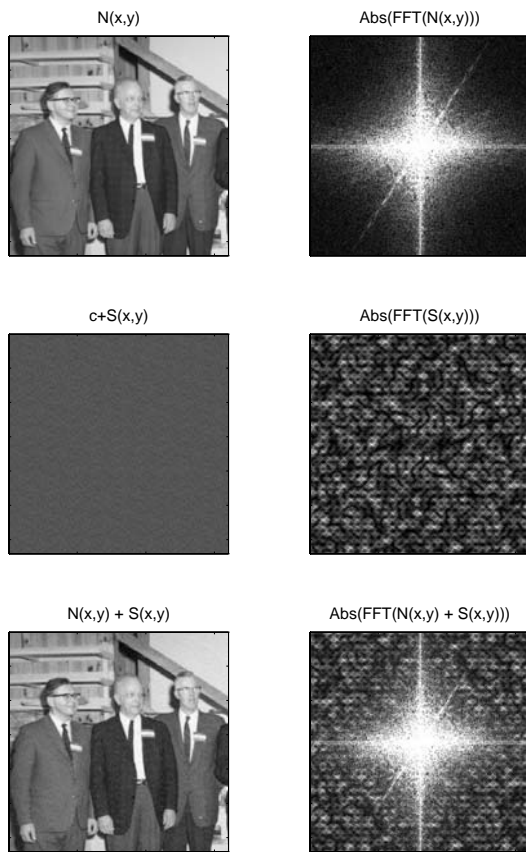 N(x,y)
Abs(FFT(N(x,y)))
c+S(x,y)
Abs(FFT(S(x,y)))
N(x,y) + S(x,y)
Abs(FFT(N(x,y) + S(x,y)))